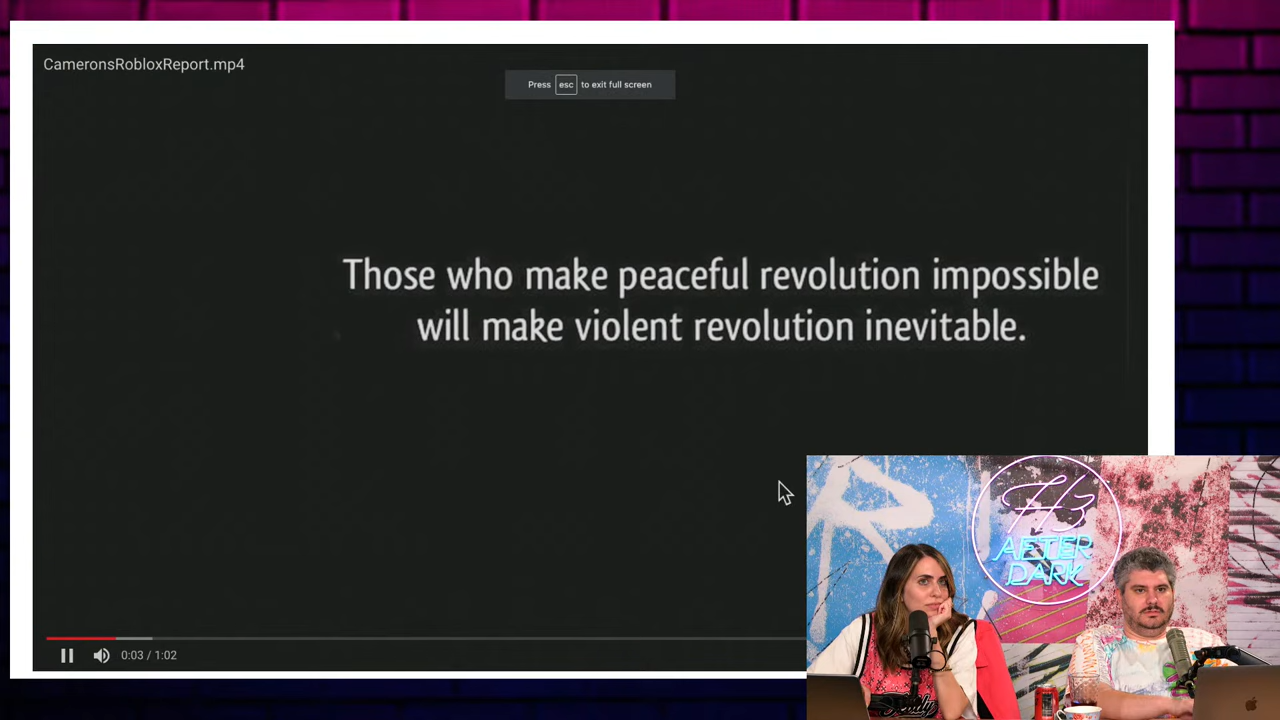 CameronsRobloxReport.mp4
Press esc to exit full screen
Those who make peaceful revolution impossible
will make violent revolution inevitable.
0:03 / 1:02
H3
AFTER
DARK